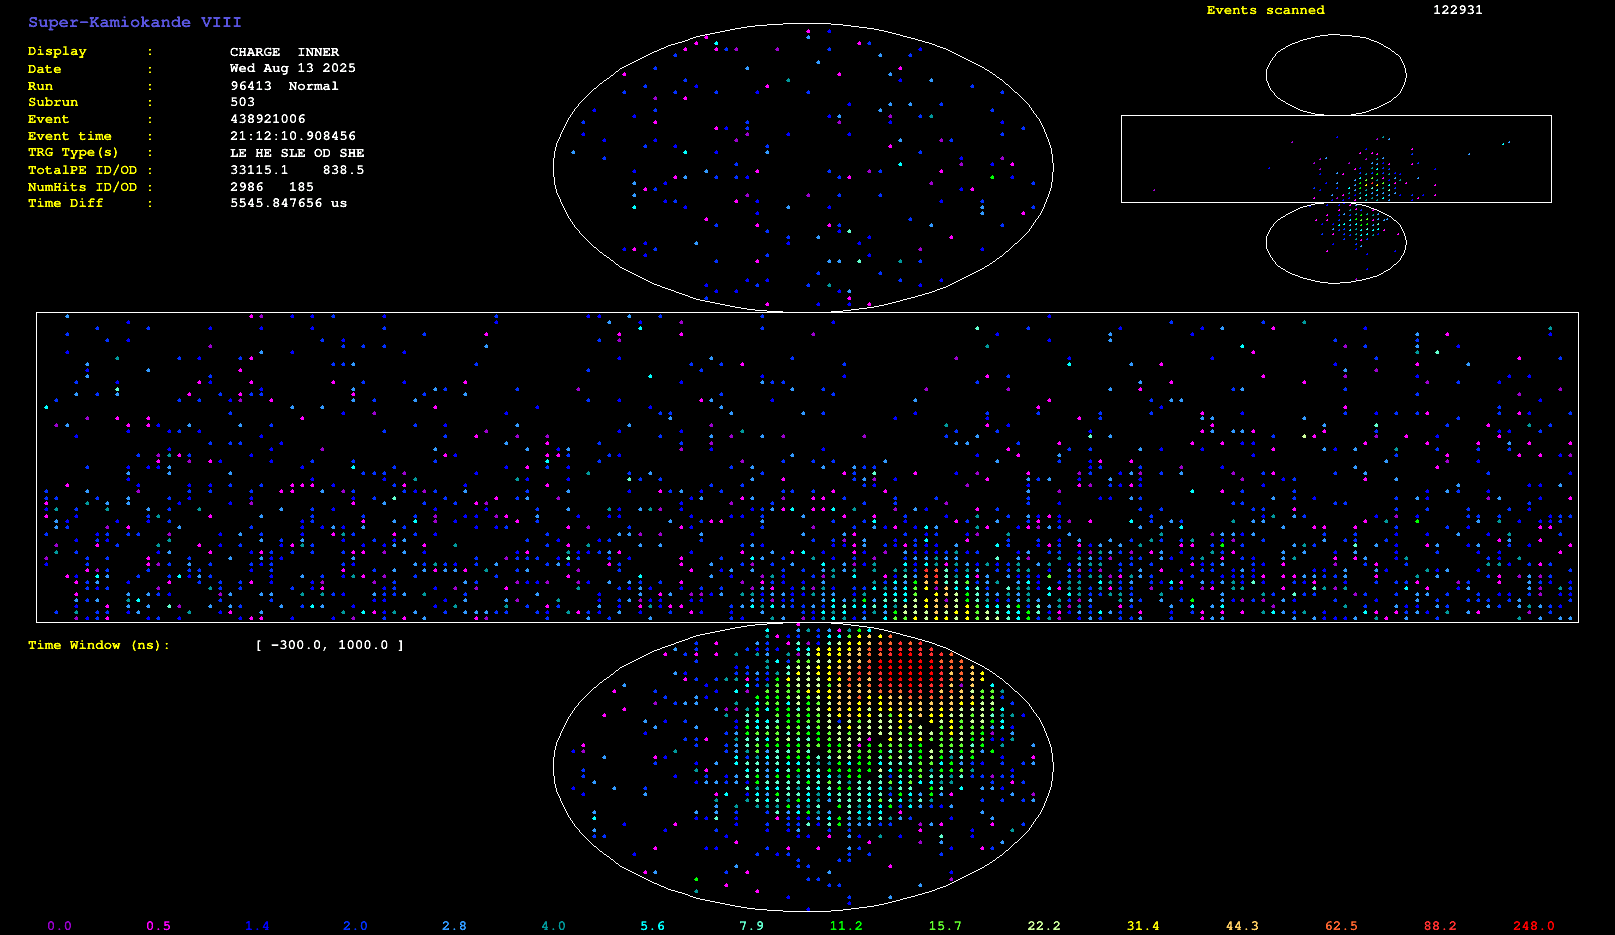 Super-Kamiokande VIII
Events scanned 122931
Display : CHARGE INNER
Date : Wed Aug 13 2025
Run : 96413 Normal
Subrun : 503
Event : 438921006
Event time : 21:12:10.908456
TRG Type(s) : LE HE SLE OD SHE
TotalPE ID/OD : 33115.1 838.5
NumHits ID/OD : 2986 185
Time Diff : 5545.847656 us
Time Window (ns): [ -300.0, 1000.0 ]
0.0 0.5 1.4 2.0 2.8 4.0 5.6 7.9 11.2 15.7 22.2 31.4 44.3 62.5 88.2 248.0